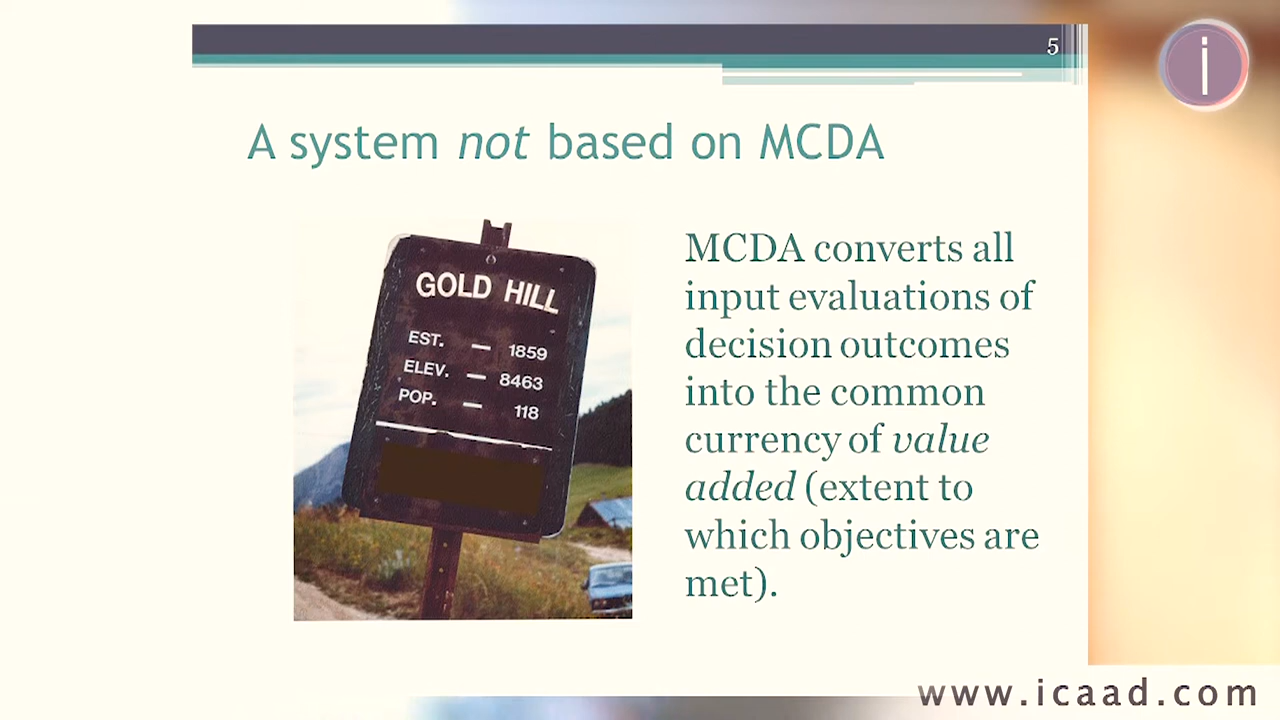 5
i
A system not based on MCDA
GOLD HILL
EST. — 1859
ELEV. — 8463
POP. — 118
MCDA converts all
input evaluations of
decision outcomes
into the common
currency of value
added (extent to
which objectives are
met).
www.icaad.com